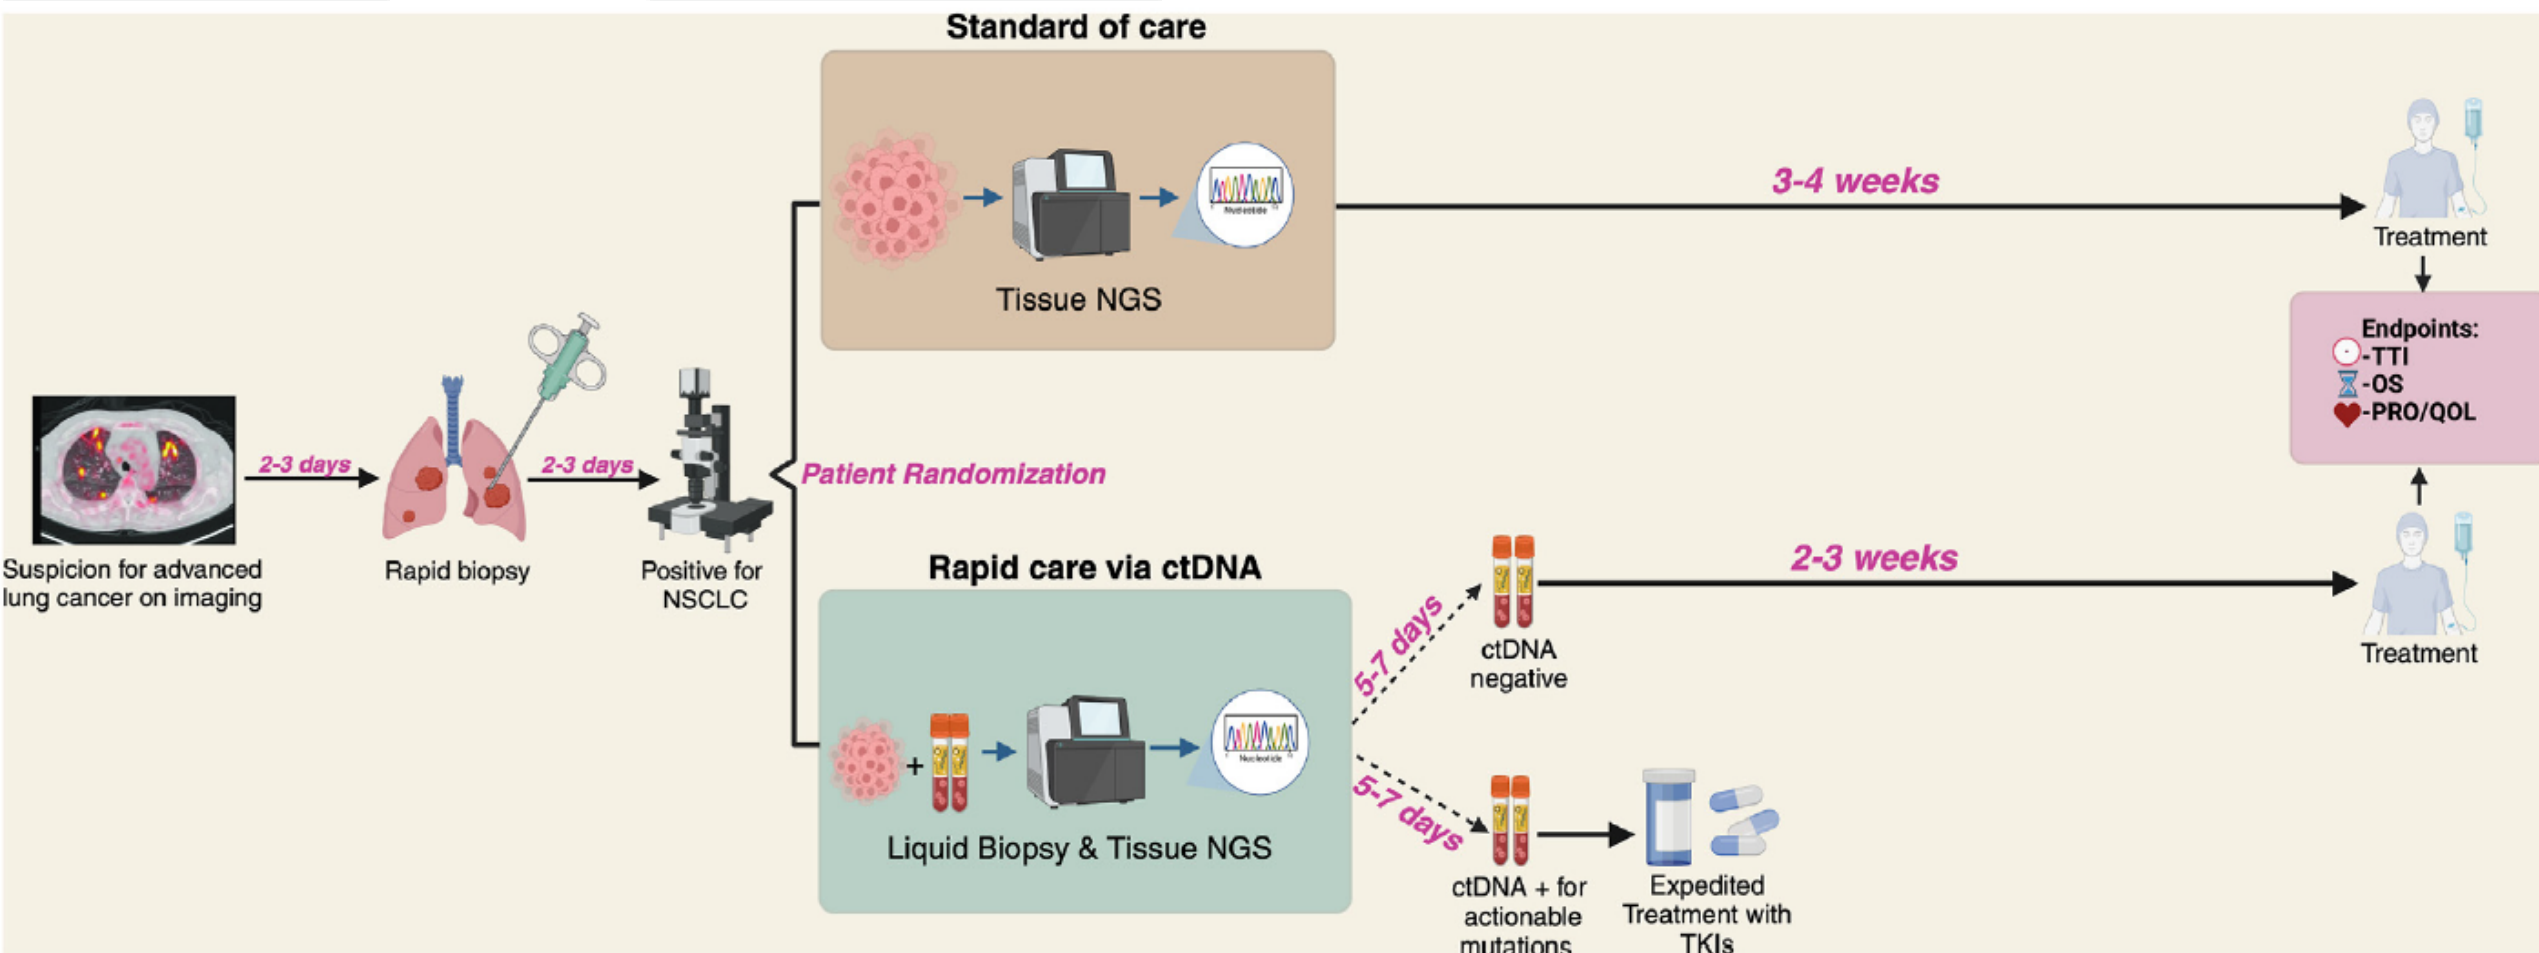 Standard of care
Tissue NGS
Nucleotide
3-4 weeks
Treatment
Endpoints:
-TTI
-OS
-PRO/QOL
2-3 days
2-3 days
Suspicion for advanced
lung cancer on imaging
Rapid biopsy
Positive for
NSCLC
Patient Randomization
Rapid care via ctDNA
+
Nucleotide
Liquid Biopsy & Tissue NGS
5-7 days
ctDNA
negative
2-3 weeks
Treatment
5-7 days
ctDNA + for
actionable
mutations
Expedited
Treatment with
TKIs